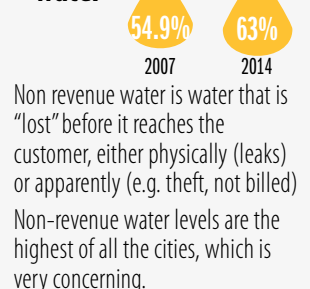 54.9% 63%
2007 2014
Non revenue water is water that is
“lost” before it reaches the
customer, either physically (leaks)
or apparently (e.g. theft, not billed)
Non-revenue water levels are the
highest of all the cities, which is
very concerning.